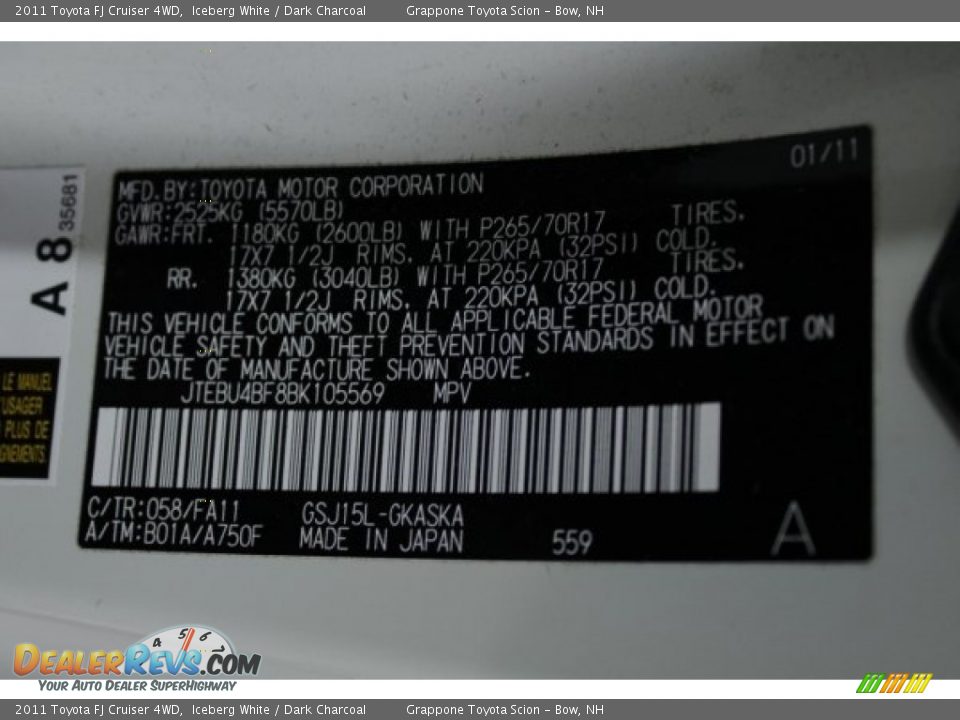 2011 Toyota FJ Cruiser 4WD, Iceberg White / Dark Charcoal Grappone Toyota Scion - Bow, NH
01/11
MFD.BY:TOYOTA MOTOR CORPORATION
GVWR:2525KG (5570LB)
GAWR:FRT. 1180KG (2600LB) WITH P265/70R17 TIRES.
17X7 1/2J RIMS. AT 220KPA (32PSI) COLD.
RR. 1380KG (3040LB) WITH P265/70R17 TIRES.
17X7 1/2J RIMS. AT 220KPA (32PSI) COLD.
THIS VEHICLE CONFORMS TO ALL APPLICABLE FEDERAL MOTOR
VEHICLE SAFETY AND THEFT PREVENTION STANDARDS IN EFFECT ON
THE DATE OF MANUFACTURE SHOWN ABOVE.
JTEBU4BF8BK105569 MPV
C/TR:058/FA11 GSJ15L-GKASKA
A/TM:B01A/A750F MADE IN JAPAN 559 A
A 8 35681
LE MANUEL
USAGER
PLUS DE
GNEMENTS.
4 5 6
DEALERREVS.COM
YOUR AUTO DEALER SUPERHIGHWAY
2011 Toyota FJ Cruiser 4WD, Iceberg White / Dark Charcoal Grappone Toyota Scion - Bow, NH